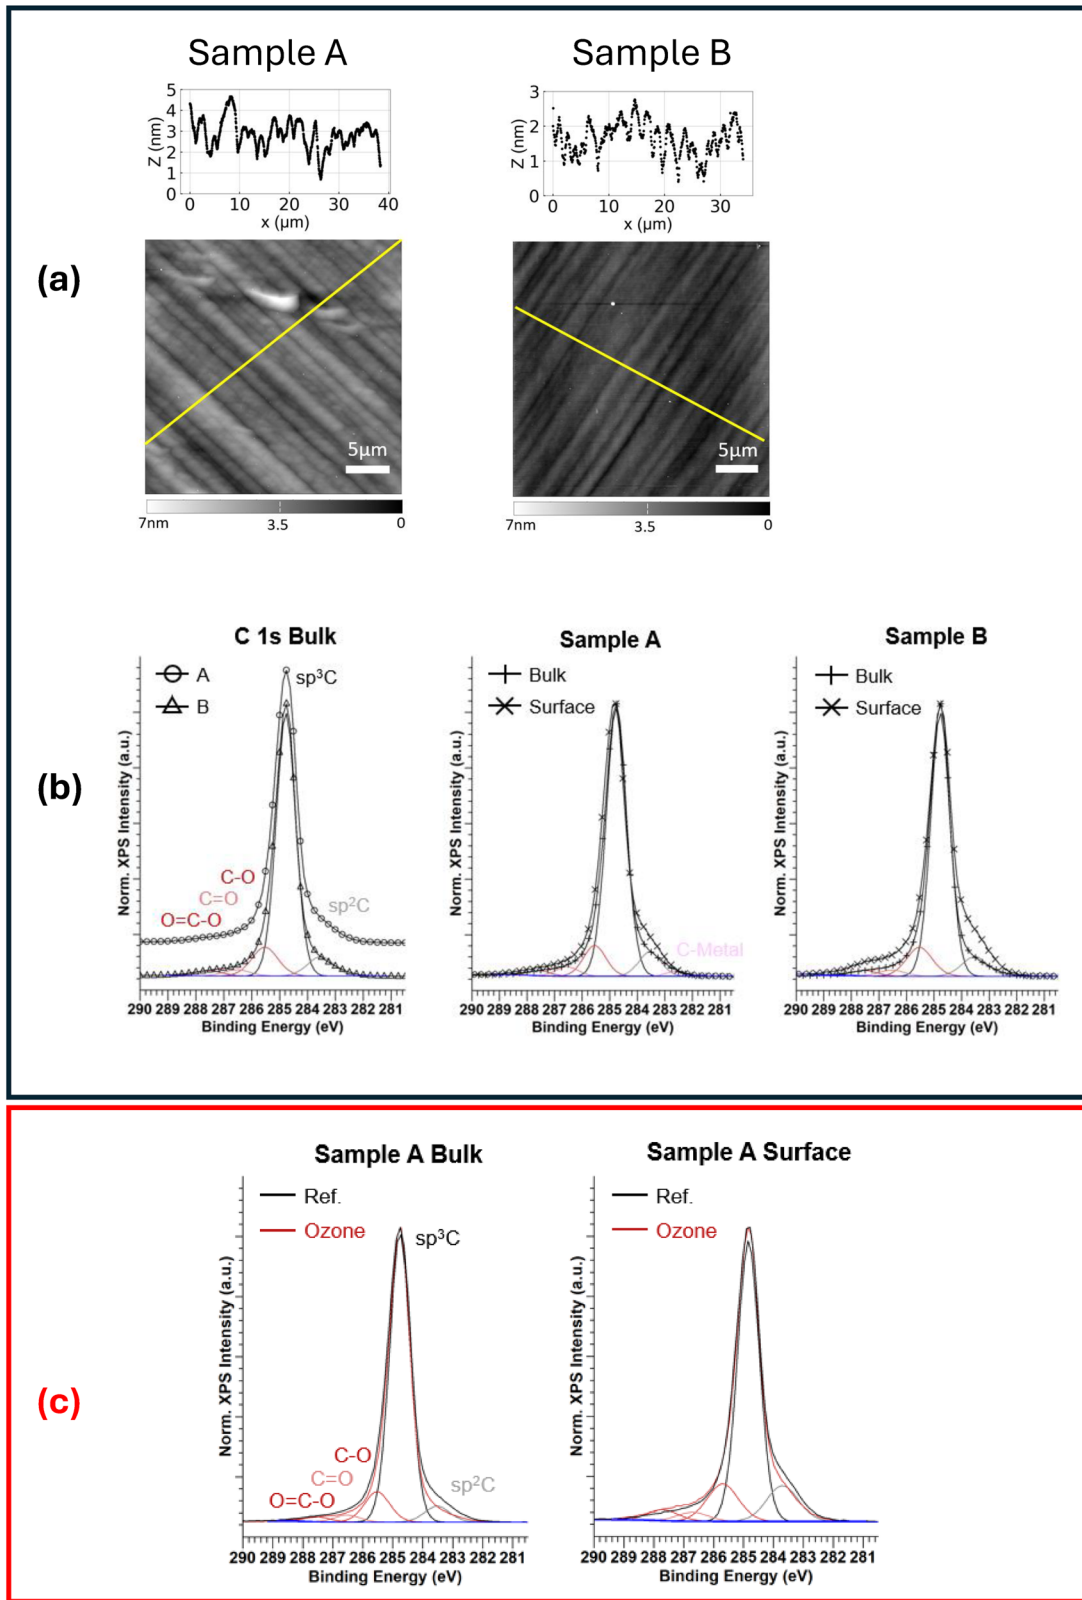 Sample A
Sample B
5
4
3
2
1
0
Z (nm)
0 10 20 30 40
x (µm)
3
2
1
0
Z (nm)
0 10 20 30
x (µm)
(a)
5µm
5µm
7nm 3.5 0
7nm 3.5 0
(b)
C 1s Bulk
A
B
sp³C
C-O
C=O
O=C-O
sp²C
Norm. XPS Intensity (a.u.)
290 289 288 287 286 285 284 283 282 281
Binding Energy (eV)
Sample A
Bulk
Surface
C-Metal
Norm. XPS Intensity (a.u.)
290 289 288 287 286 285 284 283 282 281
Binding Energy (eV)
Sample B
Bulk
Surface
Norm. XPS Intensity (a.u.)
290 289 288 287 286 285 284 283 282 281
Binding Energy (eV)
(c)
Sample A Bulk
Ref.
Ozone
sp³C
C-O
C=O
O=C-O
sp²C
Norm. XPS Intensity (a.u.)
290 289 288 287 286 285 284 283 282 281
Binding Energy (eV)
Sample A Surface
Ref.
Ozone
Norm. XPS Intensity (a.u.)
290 289 288 287 286 285 284 283 282 281
Binding Energy (eV)